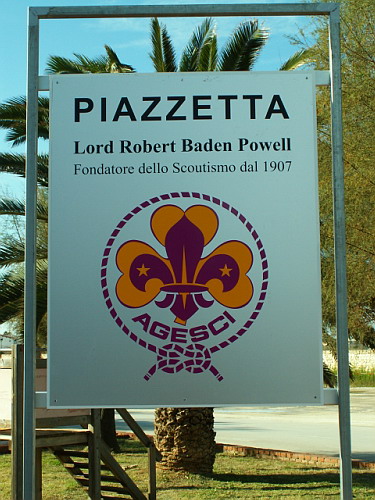 PIAZZETTA
Lord Robert Baden Powell
Fondatore dello Scoutismo dal 1907
AGESCI